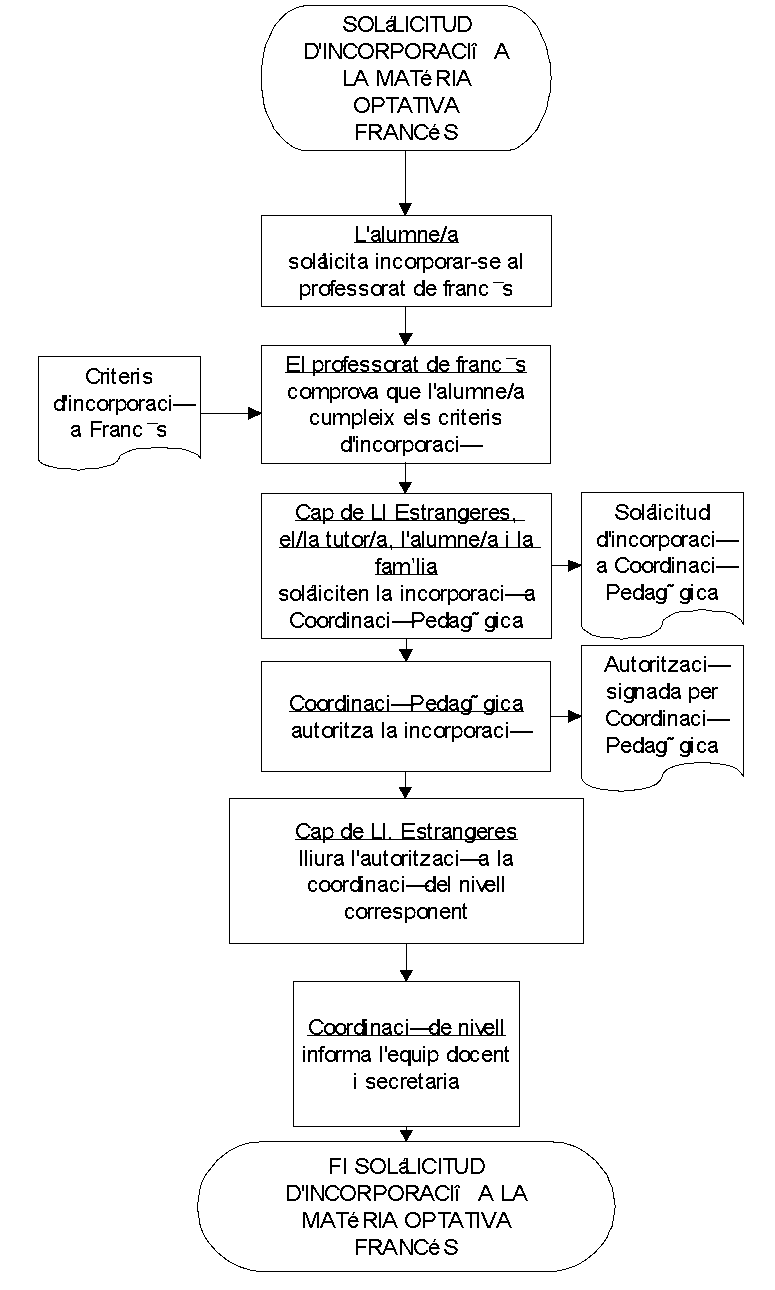 SOLáLICITUD
D'INCORPORACIî A
LA MATéRIA
OPTATIVA
FRANCéS
L'alumne/a
soláicita incorporar-se al
professorat de franc¯s
Criteris
d'incorporaci—
a Franc¯s
El professorat de franc¯s
comprova que l'alumne/a
cumpleix els criteris
d'incorporaci—
Cap de Ll Estrangeres,
el/la tutor/a, l'alumne/a i la
fam’lia
soláiciten la incorporaci—a
Coordinaci—Pedag˜gica
Soláicitud
d'incorporaci—
a Coordinaci—
Pedag˜gica
Coordinaci—Pedag˜gica
autoritza la incorporaci—
Autoritzaci—
signada per
Coordinaci—
Pedag˜gica
Cap de Ll. Estrangeres
lliura l'autoritzaci—a la
coordinaci—del nivell
corresponent
Coordinaci—de nivell
informa l'equip docent
i secretaria
FI SOLáLICITUD
D'INCORPORACIî A LA
MATéRIA OPTATIVA
FRANCéS